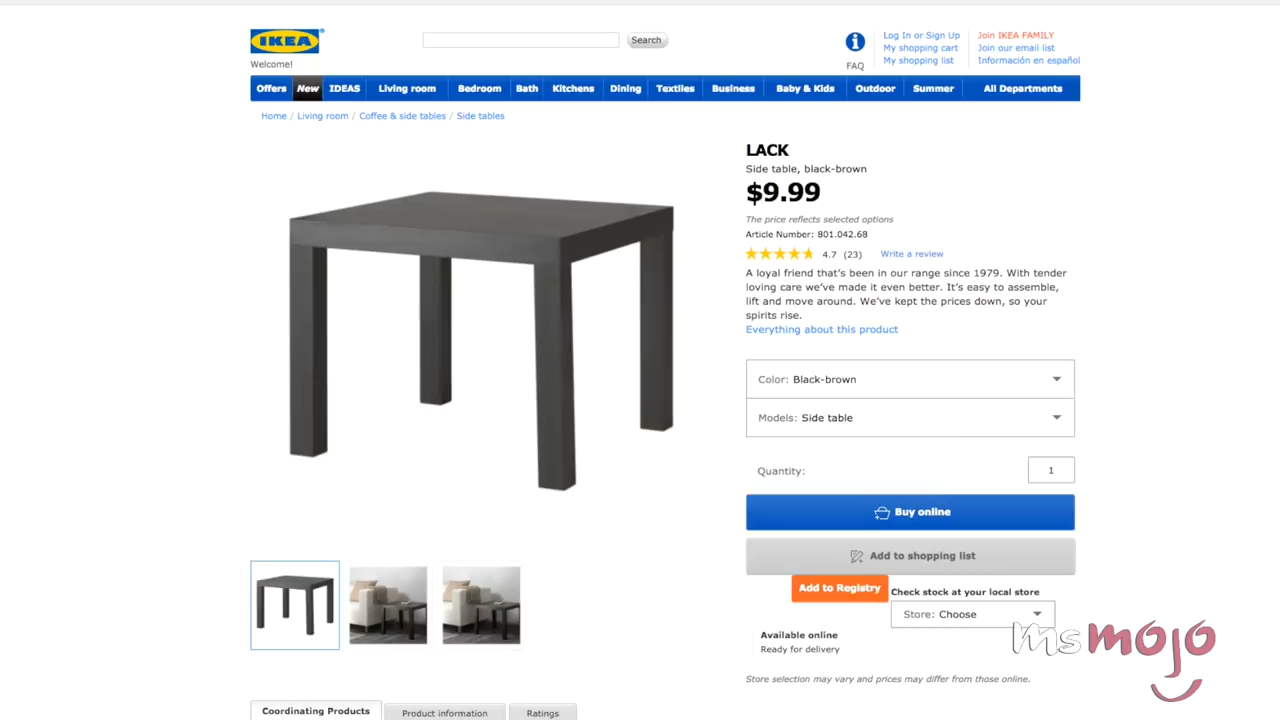 IKEA
Welcome!
Search
FAQ
Log In or Sign Up
My shopping cart
My shopping list
Join IKEA FAMILY
Join our email list
Información en español
Offers New IDEAS Living room Bedroom Bath Kitchens Dining Textiles Business Baby & Kids Outdoor Summer All Departments
Home / Living room / Coffee & side tables / Side tables
LACK
Side table, black-brown
$9.99
The price reflects selected options
Article Number: 801.042.68
4.7 (23) Write a review
A loyal friend that’s been in our range since 1979. With tender
loving care we’ve made it even better. It’s easy to assemble,
lift and move around. We’ve kept the prices down, so your
spirits rise.
Everything about this product
Color: Black-brown
Models: Side table
Quantity: 1
Buy online
Add to shopping list
Add to Registry
Check stock at your local store
Store: Choose
Available online
Ready for delivery
Store selection may vary and prices may differ from those online.
Coordinating Products Product information Ratings
msmojo